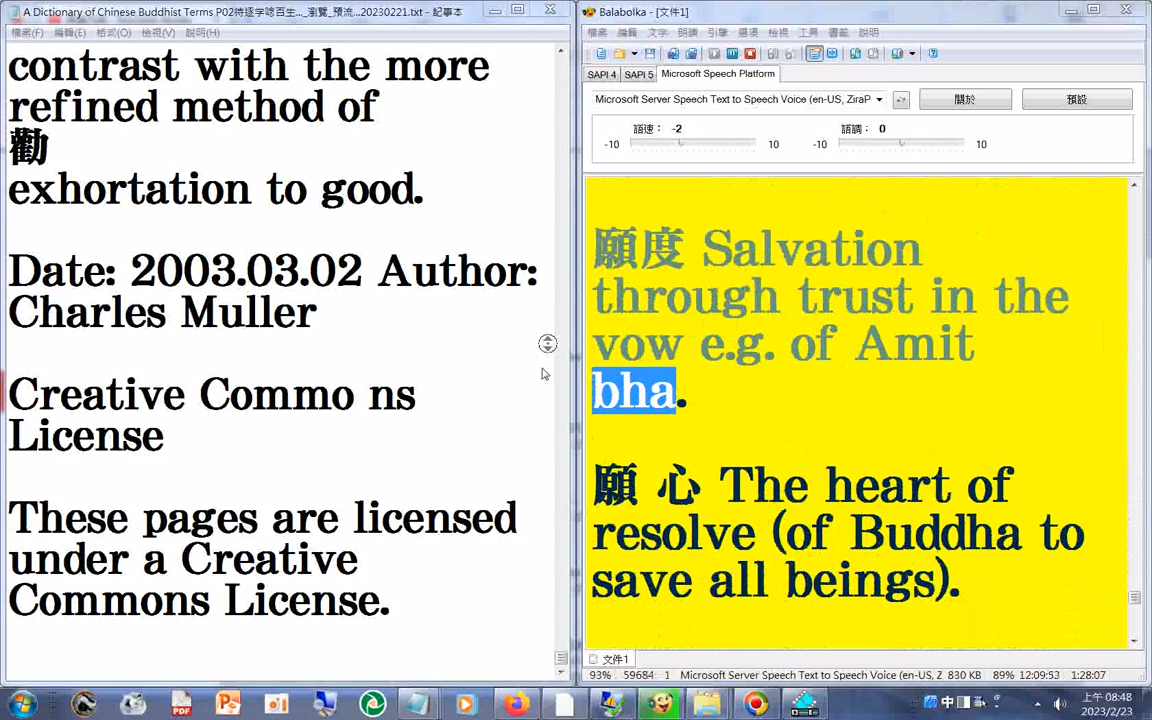 A Dictionary of Chinese Buddhist Terms P02待逐字唸百生..._瀏覽_預流...20230221.txt - 記事本
檔案(F) 編輯(E) 格式(O) 檢視(V) 說明(H)
contrast with the more
refined method of
勸
exhortation to good.
Date: 2003.03.02 Author:
Charles Muller
Creative Commo ns
License
These pages are licensed
under a Creative
Commons License.
Balabolka - [文件1]
檔案 編輯 文字 朗讀 引擎 選項 檢視 工具 書籤 說明
SAPI 4 SAPI 5 Microsoft Speech Platform
Microsoft Server Speech Text to Speech Voice (en-US, ZiraP
關於
預設
語速： -2
語調： 0
-10
10
-10
10
願度 Salvation
through trust in the
vow e.g. of Amit
bha.
願 心 The heart of
resolve (of Buddha to
save all beings).
文件1
93% 59684 : 1 Microsoft Speech Platform - Microsoft Server Speech Text to Speech Voice (en-US, Z 830 KB 89% 12:09:53 1:28:07
PDF
中
上午 08:48
2023/2/23